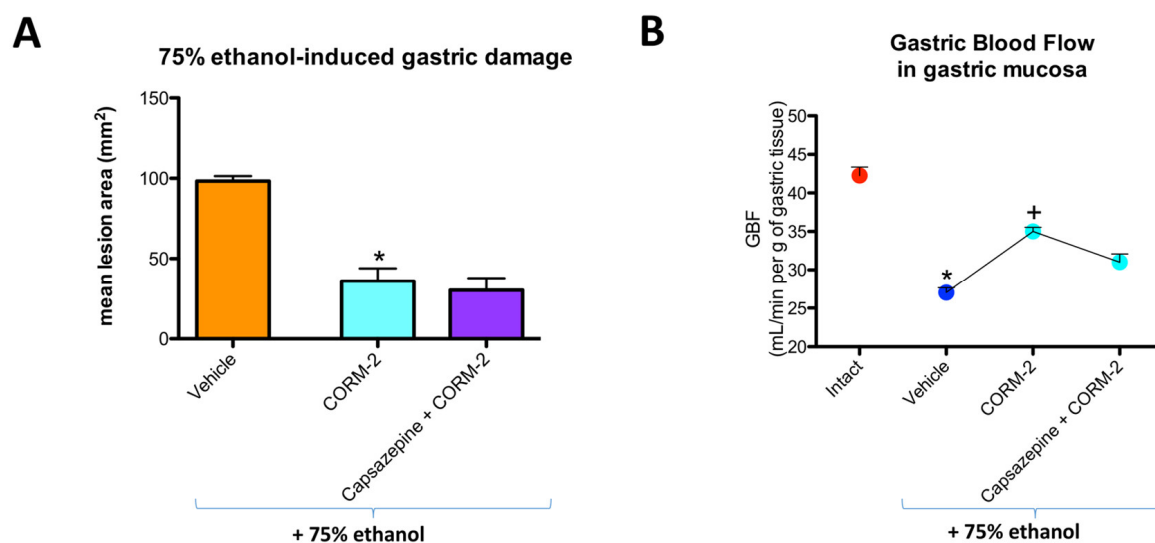 A
75% ethanol-induced gastric damage
mean lesion area (mm²)
150
100
50
0
*
Vehicle
CORM-2
Capsazepine + CORM-2
+ 75% ethanol
B
Gastric Blood Flow
in gastric mucosa
GBF
(mL/min per g of gastric tissue)
50
45
40
35
30
25
20
*
+
Intact
Vehicle
CORM-2
Capsazepine + CORM-2
+ 75% ethanol